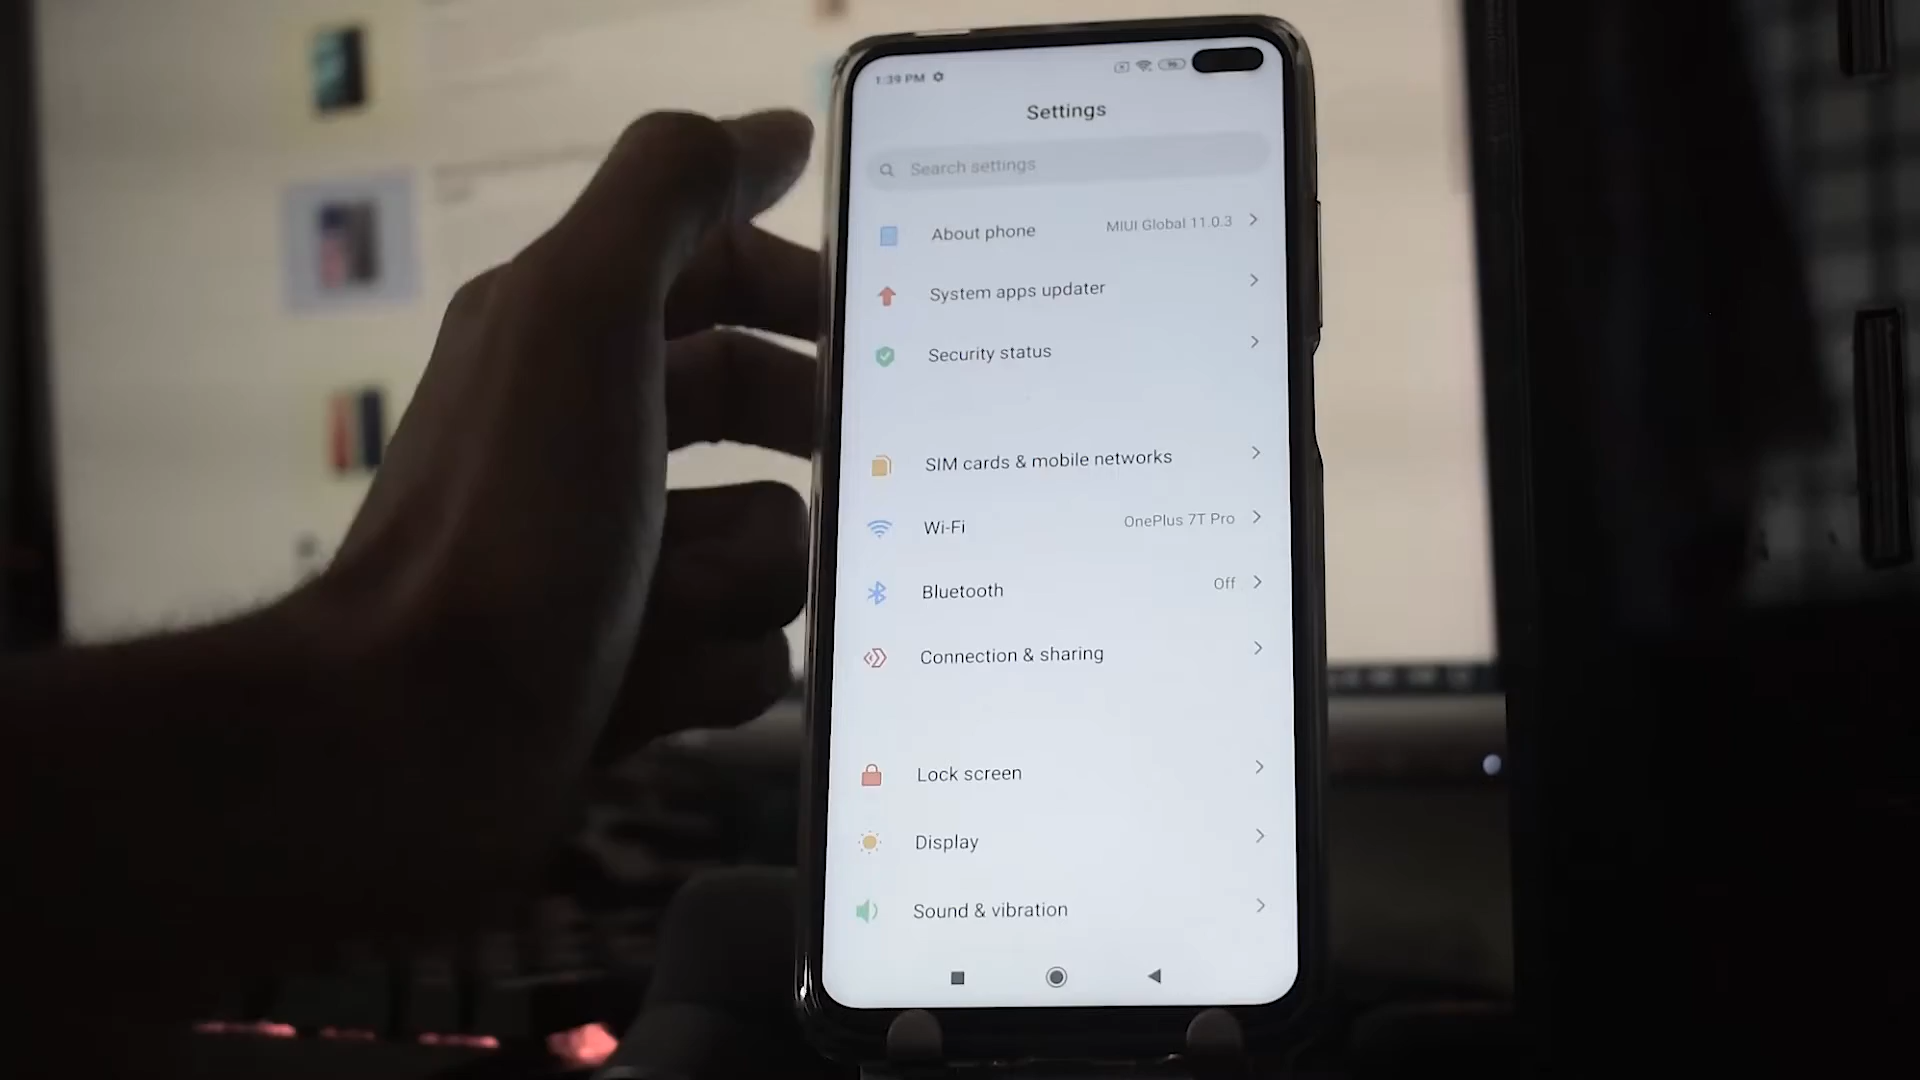 1:39 PM
Settings
Search settings
About phone MIUI Global 11.0.3
System apps updater
Security status
SIM cards & mobile networks
Wi-Fi OnePlus 7T Pro
Bluetooth Off
Connection & sharing
Lock screen
Display
Sound & vibration